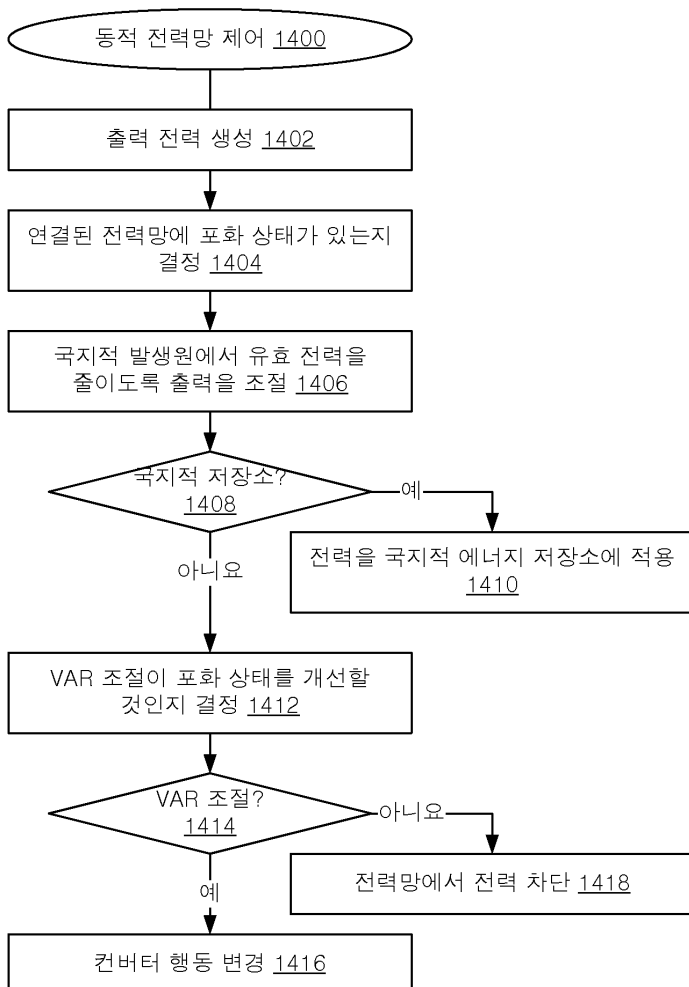 동적 전력망 제어 1400
출력 전력 생성 1402
연결된 전력망에 포화 상태가 있는지
결정 1404
국지적 발생원에서 유효 전력을
줄이도록 출력을 조절 1406
국지적 저장소?
1408
예
전력을 국지적 에너지 저장소에 적용
1410
아니요
VAR 조절이 포화 상태를 개선할
것인지 결정 1412
VAR 조절?
1414
아니요
전력망에서 전력 차단 1418
예
컨버터 행동 변경 1416